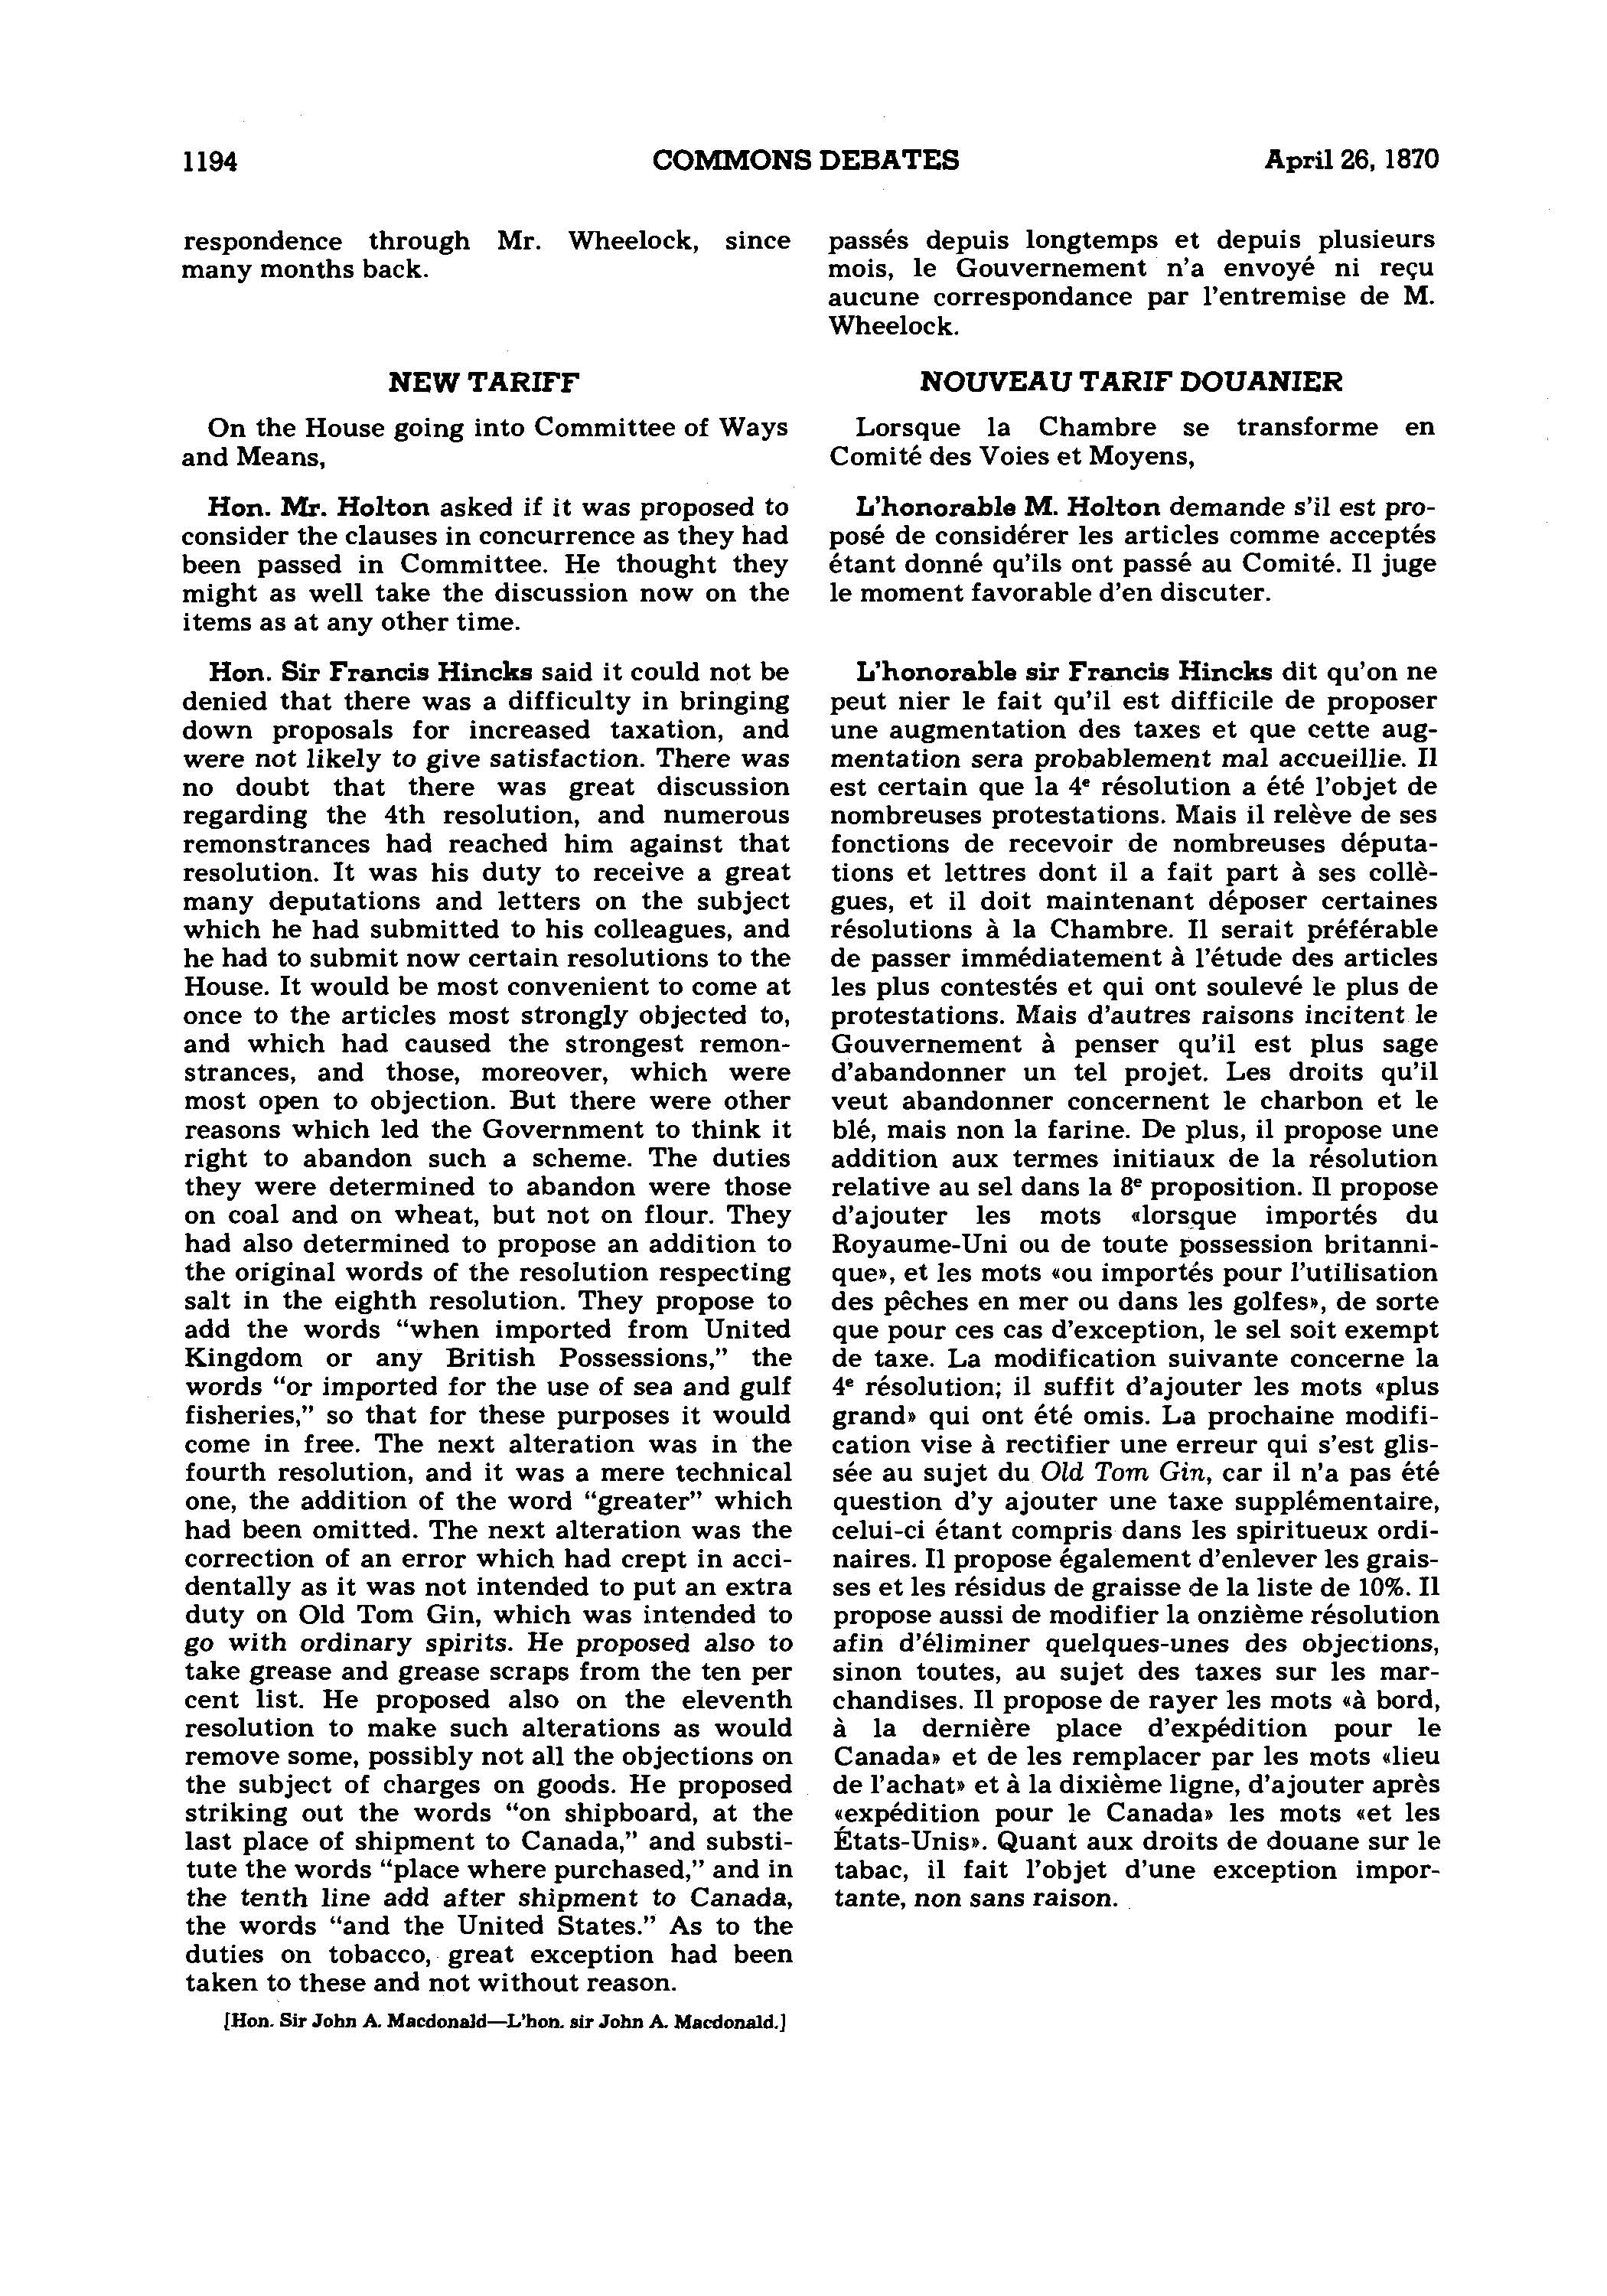 1194
COMMONS DEBATES
April 26, 1870
respondence through Mr. Wheelock, since
many months back.
NEW TARIFF
On the House going into Committee of Ways
and Means,
Hon. Mr. Holton asked if it was proposed to
consider the clauses in concurrence as they had
been passed in Committee. He thought they
might as well take the discussion now on the
items as at any other time.
Hon. Sir Francis Hincks said it could not be
denied that there was a difficulty in bringing
down proposals for increased taxation, and
were not likely to give satisfaction. There was
no doubt that there was great discussion
regarding the 4th resolution, and numerous
remonstrances had reached him against that
resolution. It was his duty to receive a great
many deputations and letters on the subject
which he had submitted to his colleagues, and
he had to submit now certain resolutions to the
House. It would be most convenient to come at
once to the articles most strongly objected to,
and which had caused the strongest remon-
strances, and those, moreover, which were
most open to objection. But there were other
reasons which led the Government to think it
right to abandon such a scheme. The duties
they were determined to abandon were those
on coal and on wheat, but not on flour. They
had also determined to propose an addition to
the original words of the resolution respecting
salt in the eighth resolution. They propose to
add the words “when imported from United
Kingdom or any British Possessions,” the
words “or imported for the use of sea and gulf
fisheries,” so that for these purposes it would
come in free. The next alteration was in the
fourth resolution, and it was a mere technical
one, the addition of the word “greater” which
had been omitted. The next alteration was the
correction of an error which had crept in acci-
dentally as it was not intended to put an extra
duty on Old Tom Gin, which was intended to
go with ordinary spirits. He proposed also to
take grease and grease scraps from the ten per
cent list. He proposed also on the eleventh
resolution to make such alterations as would
remove some, possibly not all the objections on
the subject of charges on goods. He proposed
striking out the words “on shipboard, at the
last place of shipment to Canada,” and substi-
tute the words “place where purchased,” and in
the tenth line add after shipment to Canada,
the words “and the United States.” As to the
duties on tobacco, great exception had been
taken to these and not without reason.
[Hon. Sir John A. Macdonald—L’hon. sir John A. Macdonald.]
passés depuis longtemps et depuis plusieurs
mois, le Gouvernement n’a envoyé ni reçu
aucune correspondance par l’entremise de M.
Wheelock.
NOUVEAU TARIF DOUANIER
Lorsque la Chambre se transforme en
Comité des Voies et Moyens,
L’honorable M. Holton demande s’il est pro-
posé de considérer les articles comme acceptés
étant donné qu’ils ont passé au Comité. Il juge
le moment favorable d’en discuter.
L’honorable sir Francis Hincks dit qu’on ne
peut nier le fait qu’il est difficile de proposer
une augmentation des taxes et que cette aug-
mentation sera probablement mal accueillie. Il
est certain que la 4e résolution a été l’objet de
nombreuses protestations. Mais il relève de ses
fonctions de recevoir de nombreuses députa-
tions et lettres dont il a fait part à ses collè-
gues, et il doit maintenant déposer certaines
résolutions à la Chambre. Il serait préférable
de passer immédiatement à l’étude des articles
les plus contestés et qui ont soulevé le plus de
protestations. Mais d’autres raisons incitent le
Gouvernement à penser qu’il est plus sage
d’abandonner un tel projet. Les droits qu’il
veut abandonner concernent le charbon et le
blé, mais non la farine. De plus, il propose une
addition aux termes initiaux de la résolution
relative au sel dans la 8e proposition. Il propose
d’ajouter les mots «lorsque importés du
Royaume-Uni ou de toute possession britanni-
que», et les mots «ou importés pour l’utilisation
des pêches en mer ou dans les golfes», de sorte
que pour ces cas d’exception, le sel soit exempt
de taxe. La modification suivante concerne la
4e résolution; il suffit d’ajouter les mots «plus
grand» qui ont été omis. La prochaine modifi-
cation vise à rectifier une erreur qui s’est glis-
sée au sujet du Old Tom Gin, car il n’a pas été
question d’y ajouter une taxe supplémentaire,
celui-ci étant compris dans les spiritueux ordi-
naires. Il propose également d’enlever les grais-
ses et les résidus de graisse de la liste de 10%. Il
propose aussi de modifier la onzième résolution
afin d’éliminer quelques-unes des objections,
sinon toutes, au sujet des taxes sur les mar-
chandises. Il propose de rayer les mots «à bord,
à la dernière place d’expédition pour le
Canada» et de les remplacer par les mots «lieu
de l’achat» et à la dixième ligne, d’ajouter après
«expédition pour le Canada» les mots «et les
États-Unis». Quant aux droits de douane sur le
tabac, il fait l’objet d’une exception impor-
tante, non sans raison.